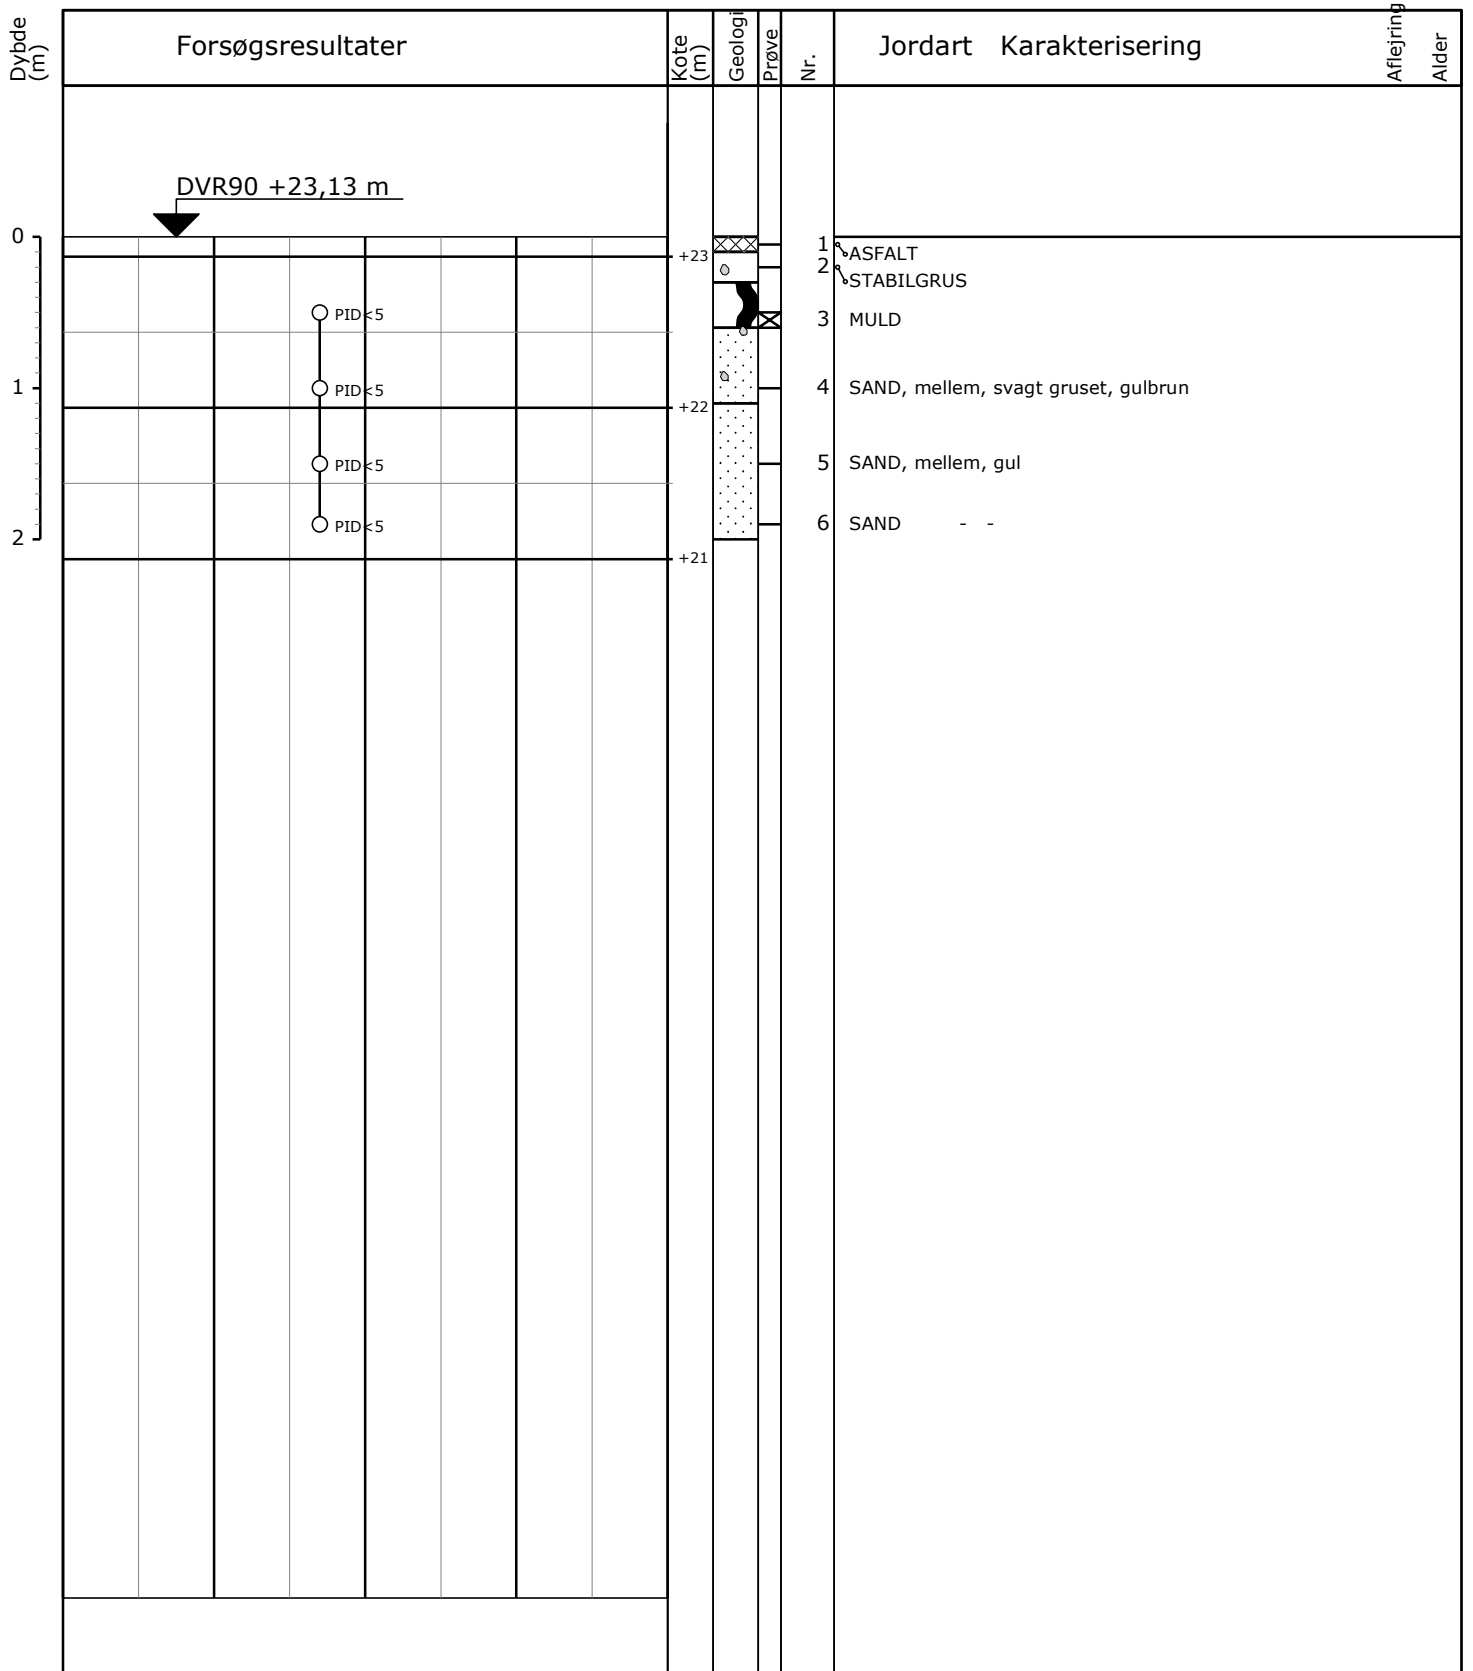 Dybde (m)
Forsøgsresultater
Kote (m)
Geologi
Prøve
Nr.
Jordart Karakterisering
Aflejring
Alder
DVR90 +23,13 m
0
+23
1 ASFALT
2 STABILGRUS
PID<5
3 MULD
1
PID<5
4 SAND, mellem, svagt gruset, gulbrun
+22
PID<5
5 SAND, mellem, gul
PID<5
6 SAND - -
2
+21